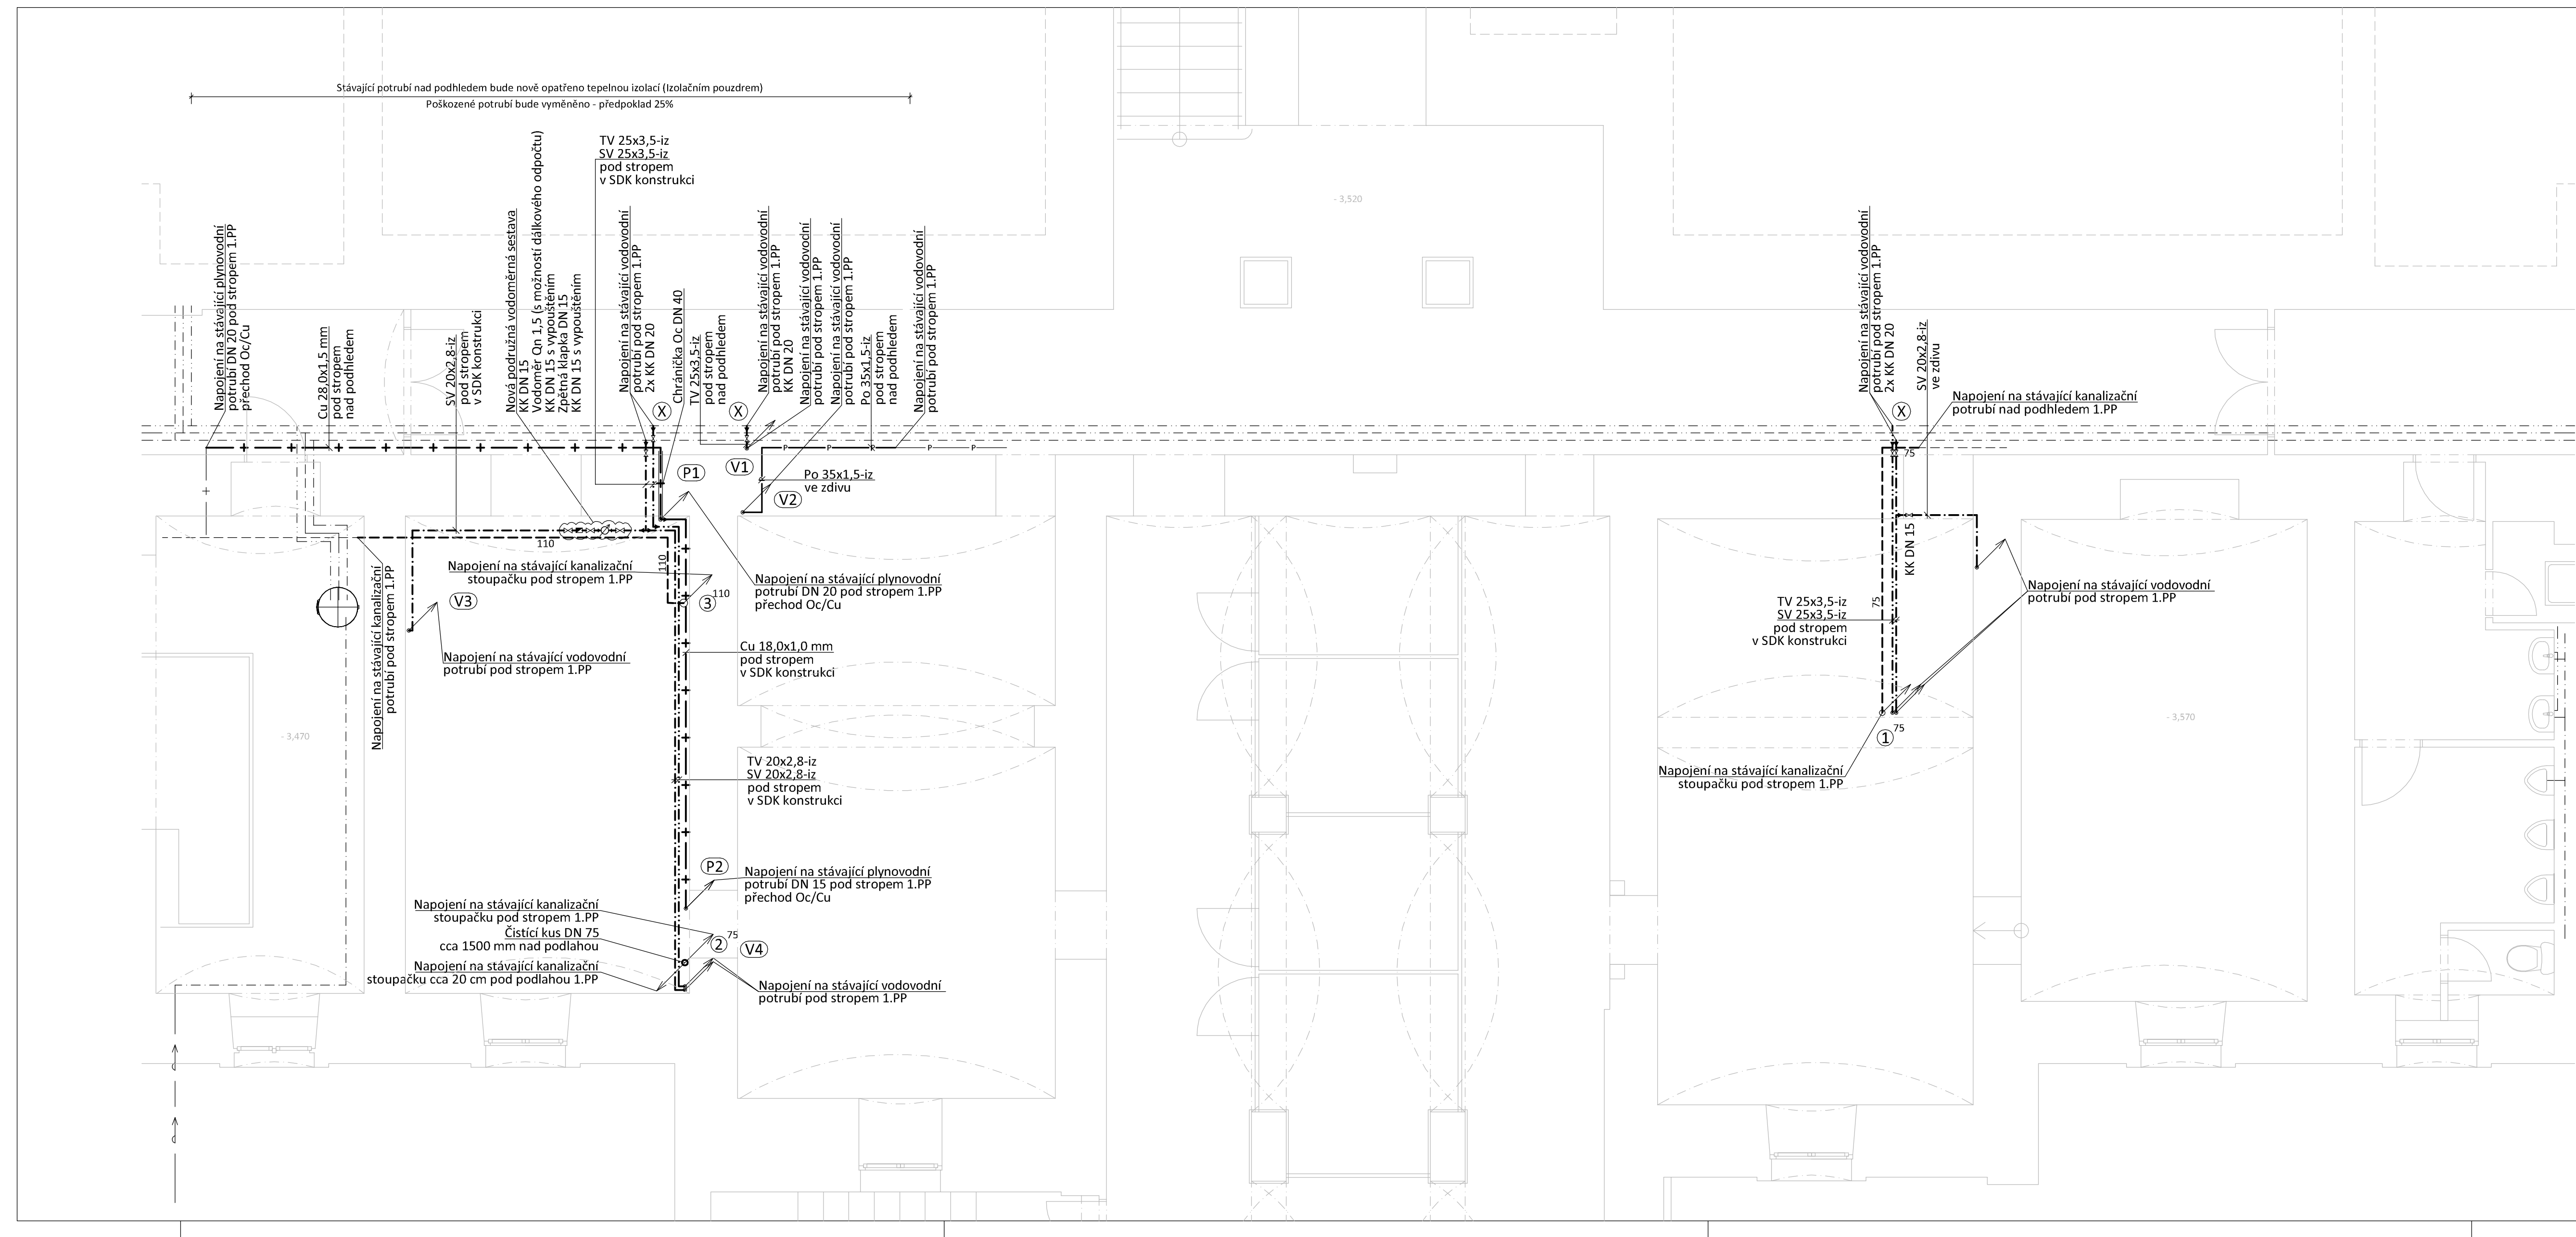 Stávající potrubí nad podhledem bude nově opatřeno tepelnou izolací (Izolačním pouzdrem)
Poškozené potrubí bude vyměněno - předpoklad 25%
TV 25x3,5-iz
SV 25x3,5-iz
pod stropem
v SDK konstrukci
- 3,520
Napojení na stávající plynovodní
potrubí DN 20 pod stropem 1.PP
přechod Oc/Cu
Cu 28,0x1,5 mm
pod stropem
nad podhledem
SV 20x2,8-iz
pod stropem
v SDK konstrukci
Nová podružná vodoměrná sestava
KK DN 15
Vodoměr Qn 1,5 (s možností dálkového odpočtu)
KK DN 15 s vypouštěním
Zpětná klapka DN 15
KK DN 15 s vypouštěním
Napojení na stávající vodovodní
potrubí pod stropem 1.PP
2x KK DN 20
Chránička Oc DN 40
TV 25x3,5-iz
pod stropem
nad podhledem
Napojení na stávající vodovodní
potrubí pod stropem 1.PP
KK DN 20
Napojení na stávající vodovodní
potrubí pod stropem 1.PP
Napojení na stávající vodovodní
potrubí pod stropem 1.PP
Po 35x1,5-iz
pod stropem
nad podhledem
Napojení na stávající vodovodní
potrubí pod stropem 1.PP
Napojení na stávající vodovodní
potrubí pod stropem 1.PP
2x KK DN 20
SV 20x2,8-iz
ve zdivu
Napojení na stávající kanalizační
potrubí nad podhledem 1.PP
X
X
X
P
P
P
P
P
75
P1
V1
V2
Po 35x1,5-iz
ve zdivu
110
110
KK DN 15
Napojení na stávající kanalizační
stoupačku pod stropem 1.PP
Napojení na stávající plynovodní
potrubí DN 20 pod stropem 1.PP
přechod Oc/Cu
3
110
V3
Napojení na stávající kanalizační
potrubí pod stropem 1.PP
Napojení na stávající vodovodní
potrubí pod stropem 1.PP
75
TV 25x3,5-iz
SV 25x3,5-iz
pod stropem
v SDK konstrukci
Napojení na stávající vodovodní
potrubí pod stropem 1.PP
Cu 18,0x1,0 mm
pod stropem
v SDK konstrukci
- 3,470
- 3,570
1
75
TV 20x2,8-iz
SV 20x2,8-iz
pod stropem
v SDK konstrukci
Napojení na stávající kanalizační
stoupačku pod stropem 1.PP
P2
Napojení na stávající plynovodní
potrubí DN 15 pod stropem 1.PP
přechod Oc/Cu
Napojení na stávající kanalizační
stoupačku pod stropem 1.PP
Čistící kus DN 75
cca 1500 mm nad podlahou
Napojení na stávající kanalizační
stoupačku cca 20 cm pod podlahou 1.PP
2
75
V4
Napojení na stávající vodovodní
potrubí pod stropem 1.PP